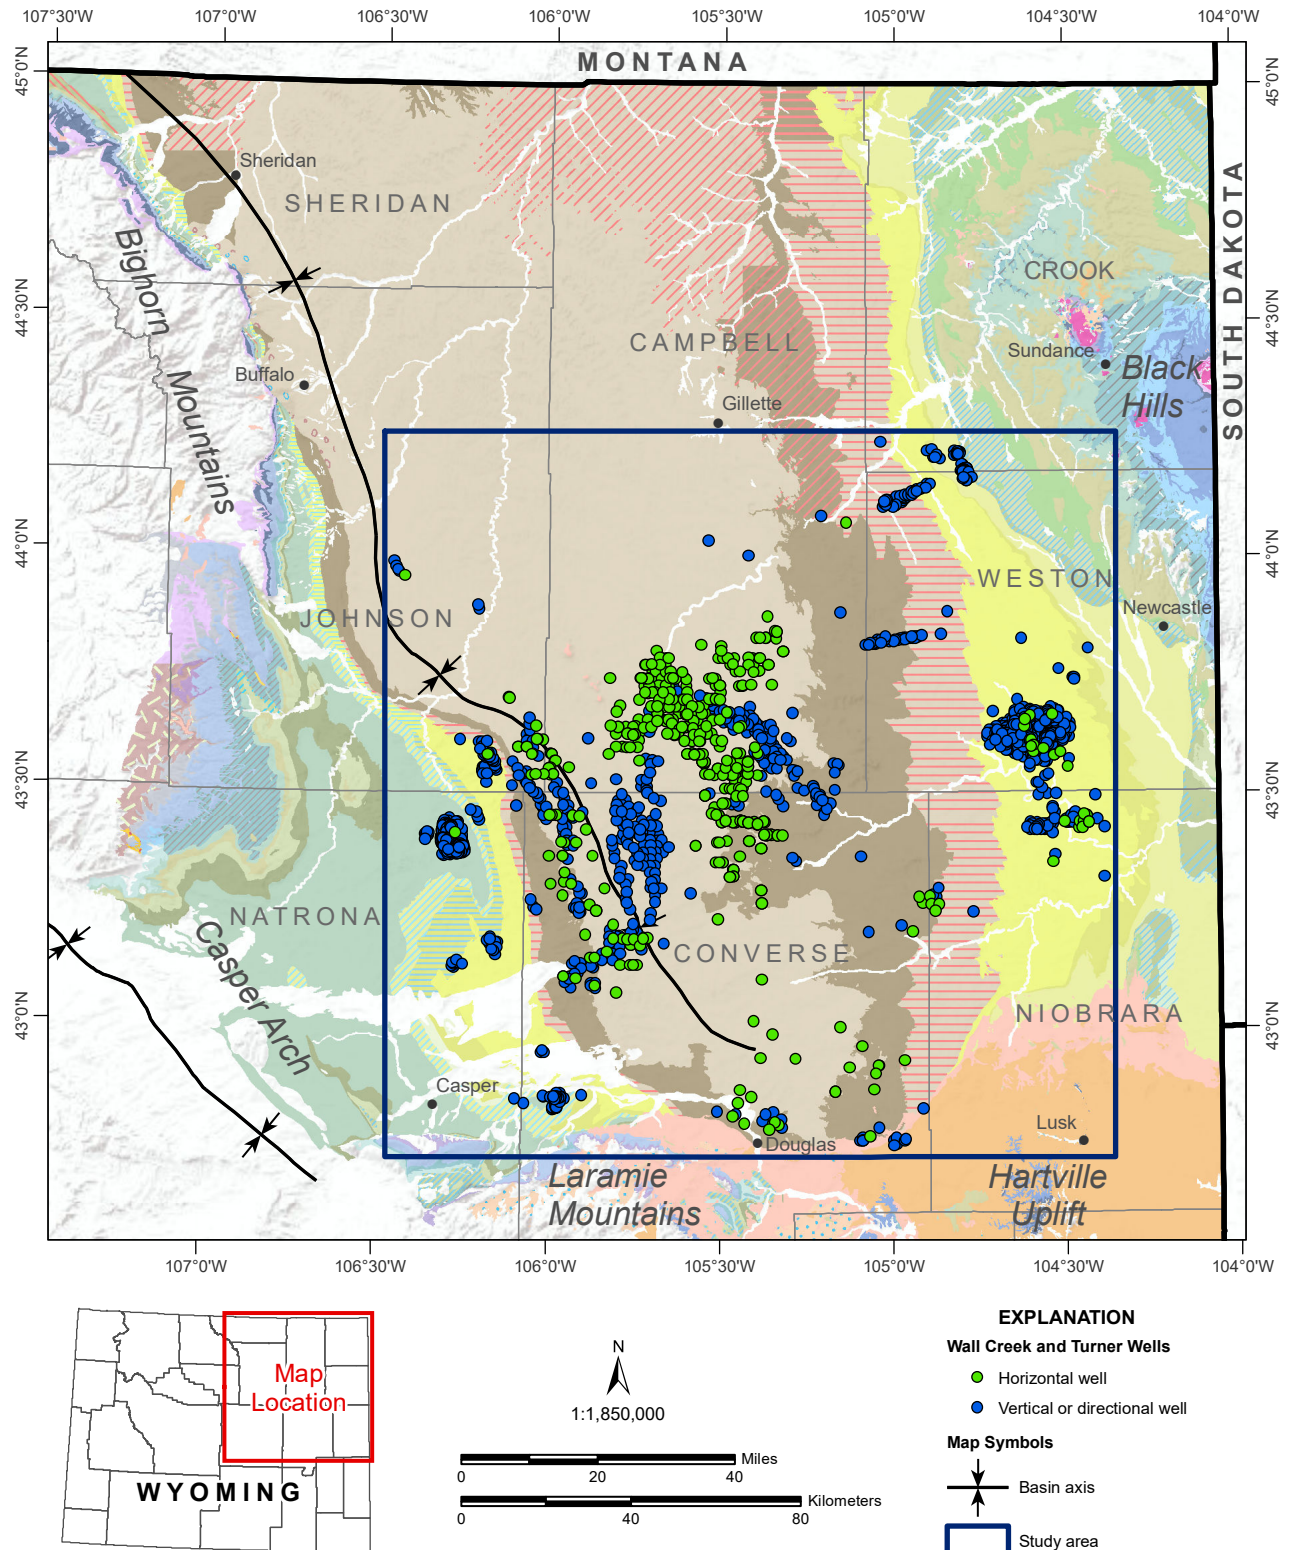 107°30'W 107°0'W 106°30'W 106°0'W 105°30'W 105°0'W 104°30'W 104°0'W
MONTANA
45°0'N
45°0'N
Sheridan
SHERIDAN
SOUTH DAKOTA
Bighorn
Mountains
CROOK
44°30'N
44°30'N
CAMPBELL
Sundance
Black
Hills
Buffalo
Gillette
44°0'N
44°0'N
WESTON
Newcastle
JOHNSON
43°30'N
43°30'N
NATRONA
Casper Arch
CONVERSE
NIOBRARA
43°0'N
43°0'N
Casper
Lusk
Douglas
Laramie
Mountains
Hartville
Uplift
107°0'W 106°30'W 106°0'W 105°30'W 105°0'W 104°30'W 104°0'W
Map
Location
WYOMING
N
1:1,850,000
Miles
0 20 40
Kilometers
0 40 80
EXPLANATION
Wall Creek and Turner Wells
Horizontal well
Vertical or directional well
Map Symbols
Basin axis
Study area